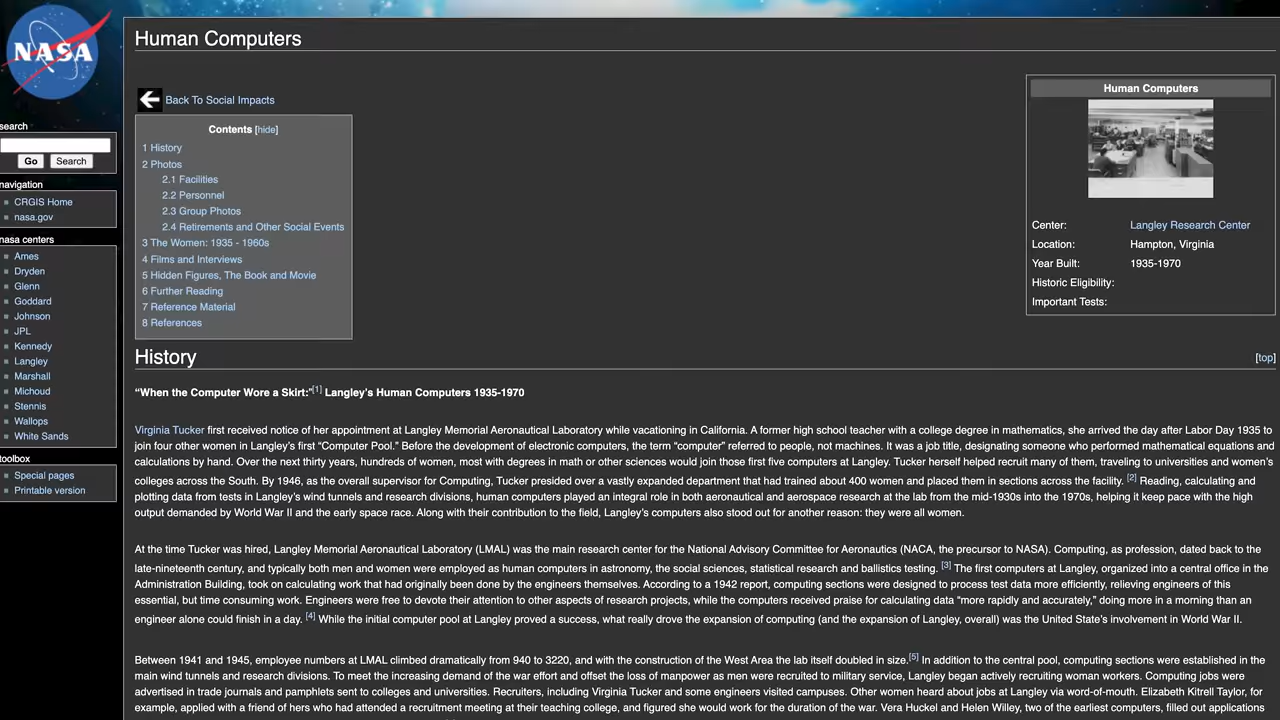 NASA
Human Computers
Back To Social Impacts
Contents [hide]
1 History
2 Photos
2.1 Facilities
2.2 Personnel
2.3 Group Photos
2.4 Retirements and Other Social Events
3 The Women: 1935 - 1960s
4 Films and Interviews
5 Hidden Figures, The Book and Movie
6 Further Reading
7 Reference Material
8 References
Human Computers
Center: Langley Research Center
Location: Hampton, Virginia
Year Built: 1935-1970
Historic Eligibility:
Important Tests:
search
Go Search
navigation
CRGIS Home
nasa.gov
nasa centers
Ames
Dryden
Glenn
Goddard
Johnson
JPL
Kennedy
Langley
Marshall
Michoud
Stennis
Wallops
White Sands
toolbox
Special pages
Printable version
History [top]
“When the Computer Wore a Skirt:”[1] Langley’s Human Computers 1935-1970
Virginia Tucker first received notice of her appointment at Langley Memorial Aeronautical Laboratory while vacationing in California. A former high school teacher with a college degree in mathematics, she arrived the day after Labor Day 1935 to
join four other women in Langley’s first “Computer Pool.” Before the development of electronic computers, the term “computer” referred to people, not machines. It was a job title, designating someone who performed mathematical equations and
calculations by hand. Over the next thirty years, hundreds of women, most with degrees in math or other sciences would join these first five computers at Langley. Tucker herself helped recruit many of them, traveling to universities and women’s
colleges across the South. By 1946, as the overall supervisor for Computing, Tucker presided over a vastly expanded department that had trained about 400 women and placed them in sections across the facility. [2] Reading, calculating and
plotting data from tests in Langley’s wind tunnels and research divisions, human computers played an integral role in both aeronautical and aerospace research at the lab from the mid-1930s into the 1970s, helping it keep pace with the high
output demanded by World War II and the early space race. Along with their contribution to the field, Langley’s computers also stood out for another reason: they were all women.
At the time Tucker was hired, Langley Memorial Aeronautical Laboratory (LMAL) was the main research center for the National Advisory Committee for Aeronautics (NACA, the precursor to NASA). Computing, as profession, dated back to the
late-nineteenth century, and typically both men and women were employed as human computers in astronomy, the social sciences, statistical research and ballistics testing. [3] The first computers at Langley, organized into a central office in the
Administration Building, took on calculating work that had originally been done by the engineers themselves. According to a 1942 report, computing sections were designed to process test data more efficiently, relieving engineers of this
essential, but time consuming work. Engineers were free to devote their attention to other aspects of research projects, while the computers received praise for calculating data “more rapidly and accurately,” doing more in a morning than an
engineer alone could finish in a day. [4] While the initial computer pool at Langley proved a success, what really drove the expansion of computing (and the expansion of Langley, overall) was the United State’s involvement in World War II.
Between 1941 and 1945, employee numbers at LMAL climbed dramatically from 940 to 3220, and with the construction of the West Area the lab itself doubled in size.[5] In addition to the central pool, computing sections were established in the
main wind tunnels and research divisions. To meet the increasing demand of the war effort and offset the loss of manpower as men were recruited to military service, Langley began actively recruiting woman workers. Computing jobs were
advertised in trade journals and pamphlets sent to colleges and universities. Recruiters, including Virginia Tucker and some engineers visited campuses. Other women heard about jobs at Langley via word-of-mouth. Elizabeth Kitrell Taylor, for
example, applied with a friend of hers who had attended a recruitment meeting at their teaching college, and figured she would work for the duration of the war. Vera Huckel and Helen Willey, two of the earliest computers, filled out applications